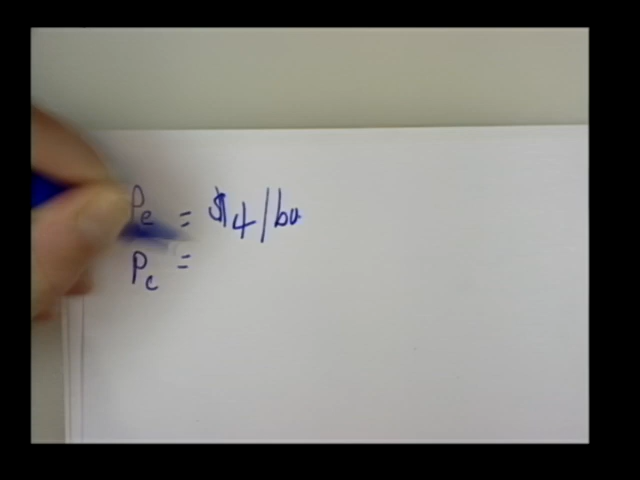 Pe = $4/bu
Pc =